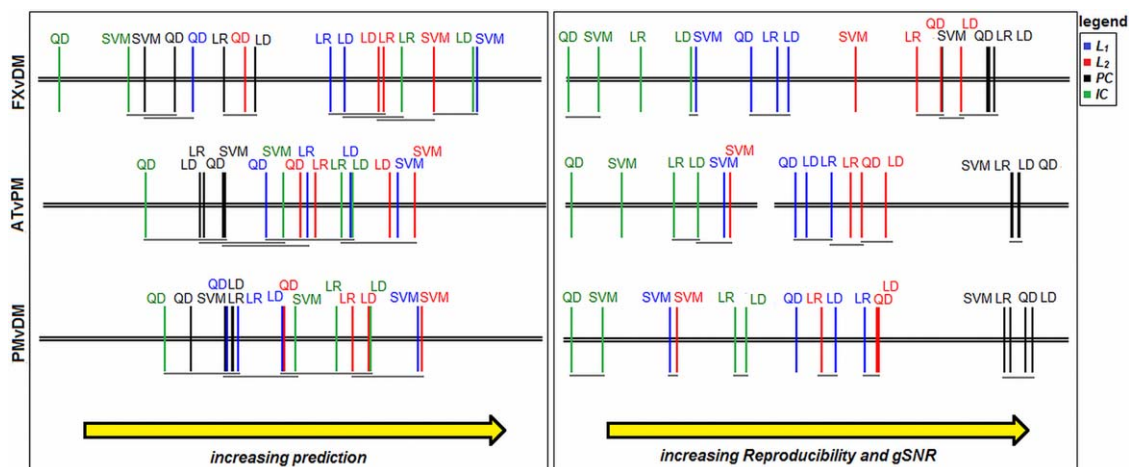 legend
L1
L2
PC
IC
FXvDM
QD SVM SVM QD QD LR QD LD LR LD LD LR LR SVM LD SVM
QD SVM LR LD SVM QD LR LD SVM LR QD SVM LD QD LR LD
ATvPM
QD LD LR QD SVM QD SVM QD LR LR LR LD LD LD SVM SVM
QD SVM LR LD SVM SVM QD LD LR LR QD LD SVM LR LD QD
PMvDM
QD QD SVM QD LD LR LR LD QD SVM LR LR LD LD SVM SVM
QD SVM SVM SVM LR LD QD LR LD LR QD LD SVM LR QD LD
increasing prediction
increasing Reproducibility and gSNR